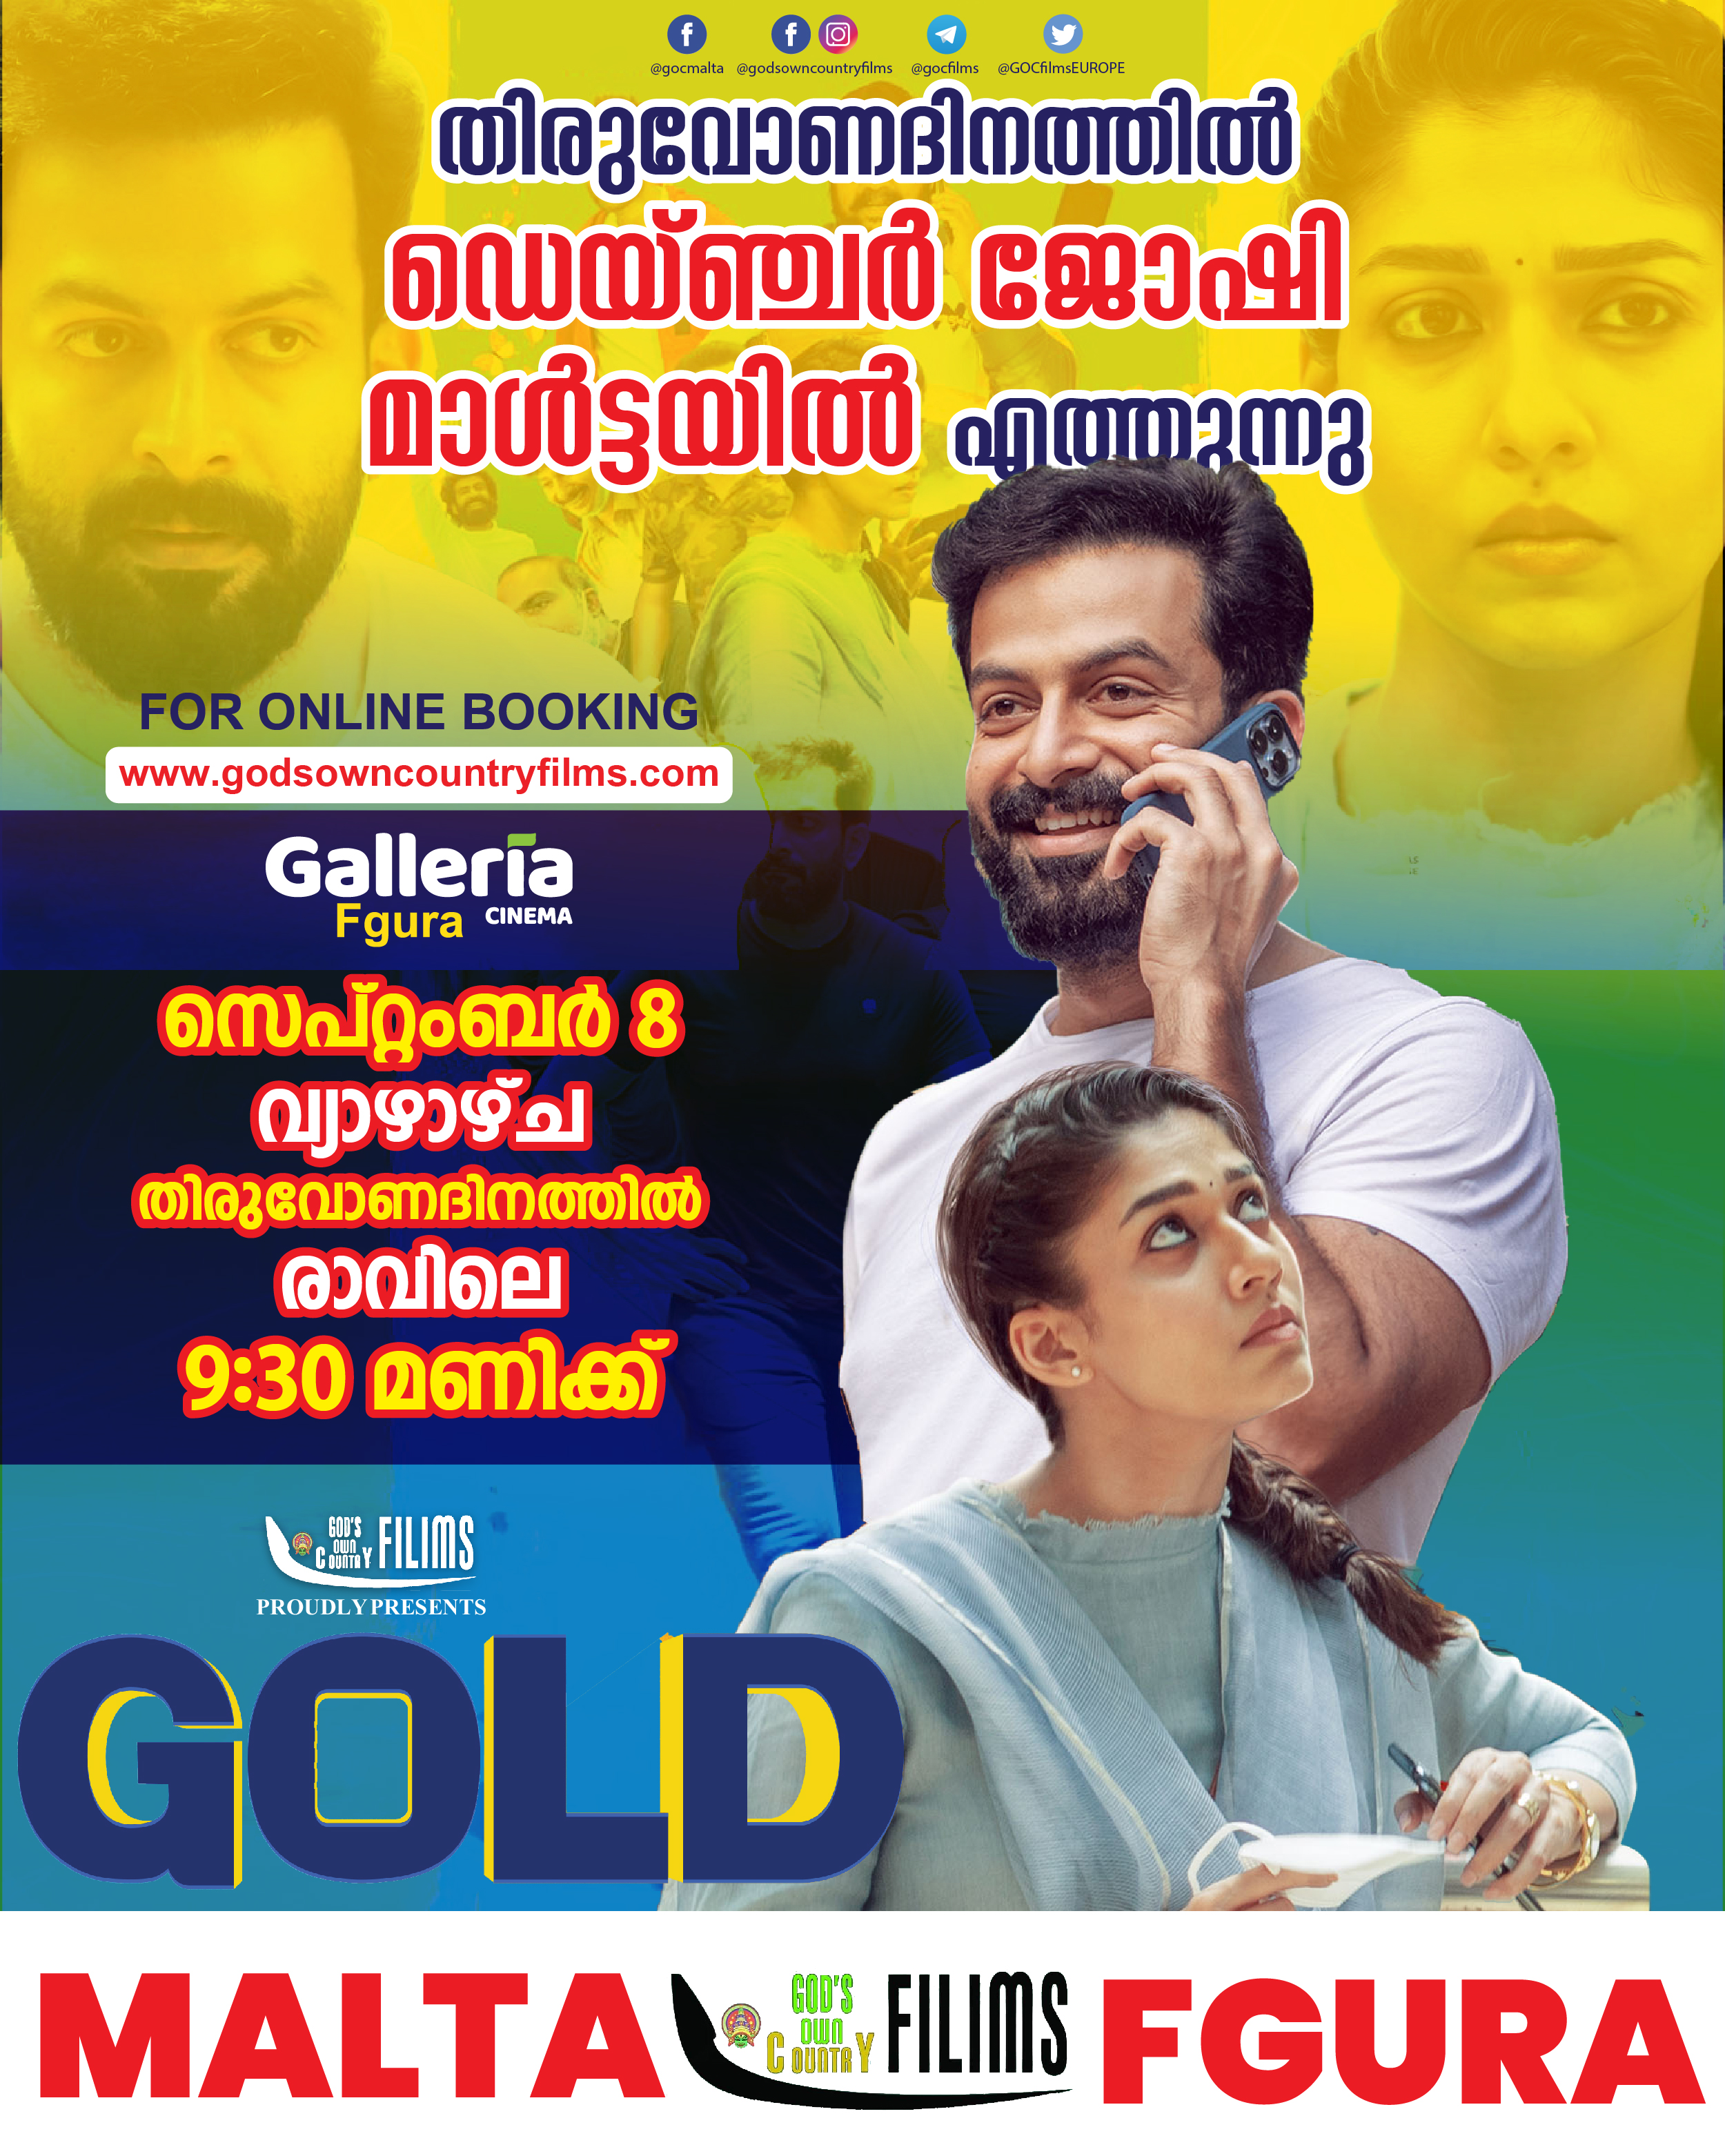 @gocmalta @godsowncountryfilms @gocfilms @GOCfilmsEUROPE
തിരുവോണദിനത്തിൽ
ഡെയ്ഞ്ചർ ജോഷി
മാൾട്ടയിൽ എത്തുന്നു
FOR ONLINE BOOKING
www.godsowncountryfilms.com
Galleria
Fgura CINEMA
സെപ്റ്റംബർ 8
വ്യാഴാഴ്ച
തിരുവോണദിനത്തിൽ
രാവിലെ
9:30 മണിക്ക്
GOD'S OWN COUNTRY FILIMS
PROUDLY PRESENTS
GOLD
MALTA GOD'S OWN COUNTRY FILIMS FGURA